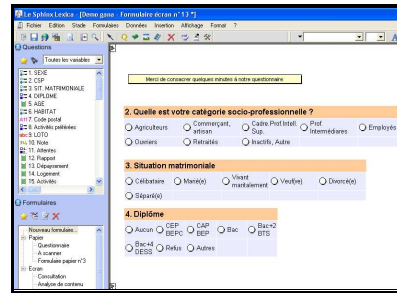 Le Sphinx Lexica - [Demo gana - Formulaire écran n°13 *]
Fichier Edition Stade Formulaires Données Insertion Affichage Format ?
Questions
Toutes les variables
1. SEXE
2. CSP
3. SIT. MATRIMONIALE
4. DIPLOME
5. AGE
6. HABITAT
7. Code postal
8. Activités préférées
9. LOTO
10. Note
11. Attentes
12. Rapport
13. Dépaysement
14. Logement
15. Activités
Formulaires
Nouveau formulaire...
Papier
Questionnaire
A scanner
Formulaire papier n°3
Ecran
Consultation
Analyse de contenu
Merci de consacrer quelques minutes à notre questionnaire
2. Quelle est votre catégorie socio-professionnelle ?
Agriculteurs Commerçant, artisan Cadre.Prof.Intell. Sup. Prof. Intermédiaires Employés
Ouvriers Retraités Inactifs, Autre
3. Situation matrimoniale
Célibataire Marié(e) Vivant maritalement Veuf(ve) Divorcé(e)
Séparé(e)
4. Diplôme
Aucun CEP BEPC CAP BEP Bac Bac+2 BTS
Bac+4 DESS Refus Autres